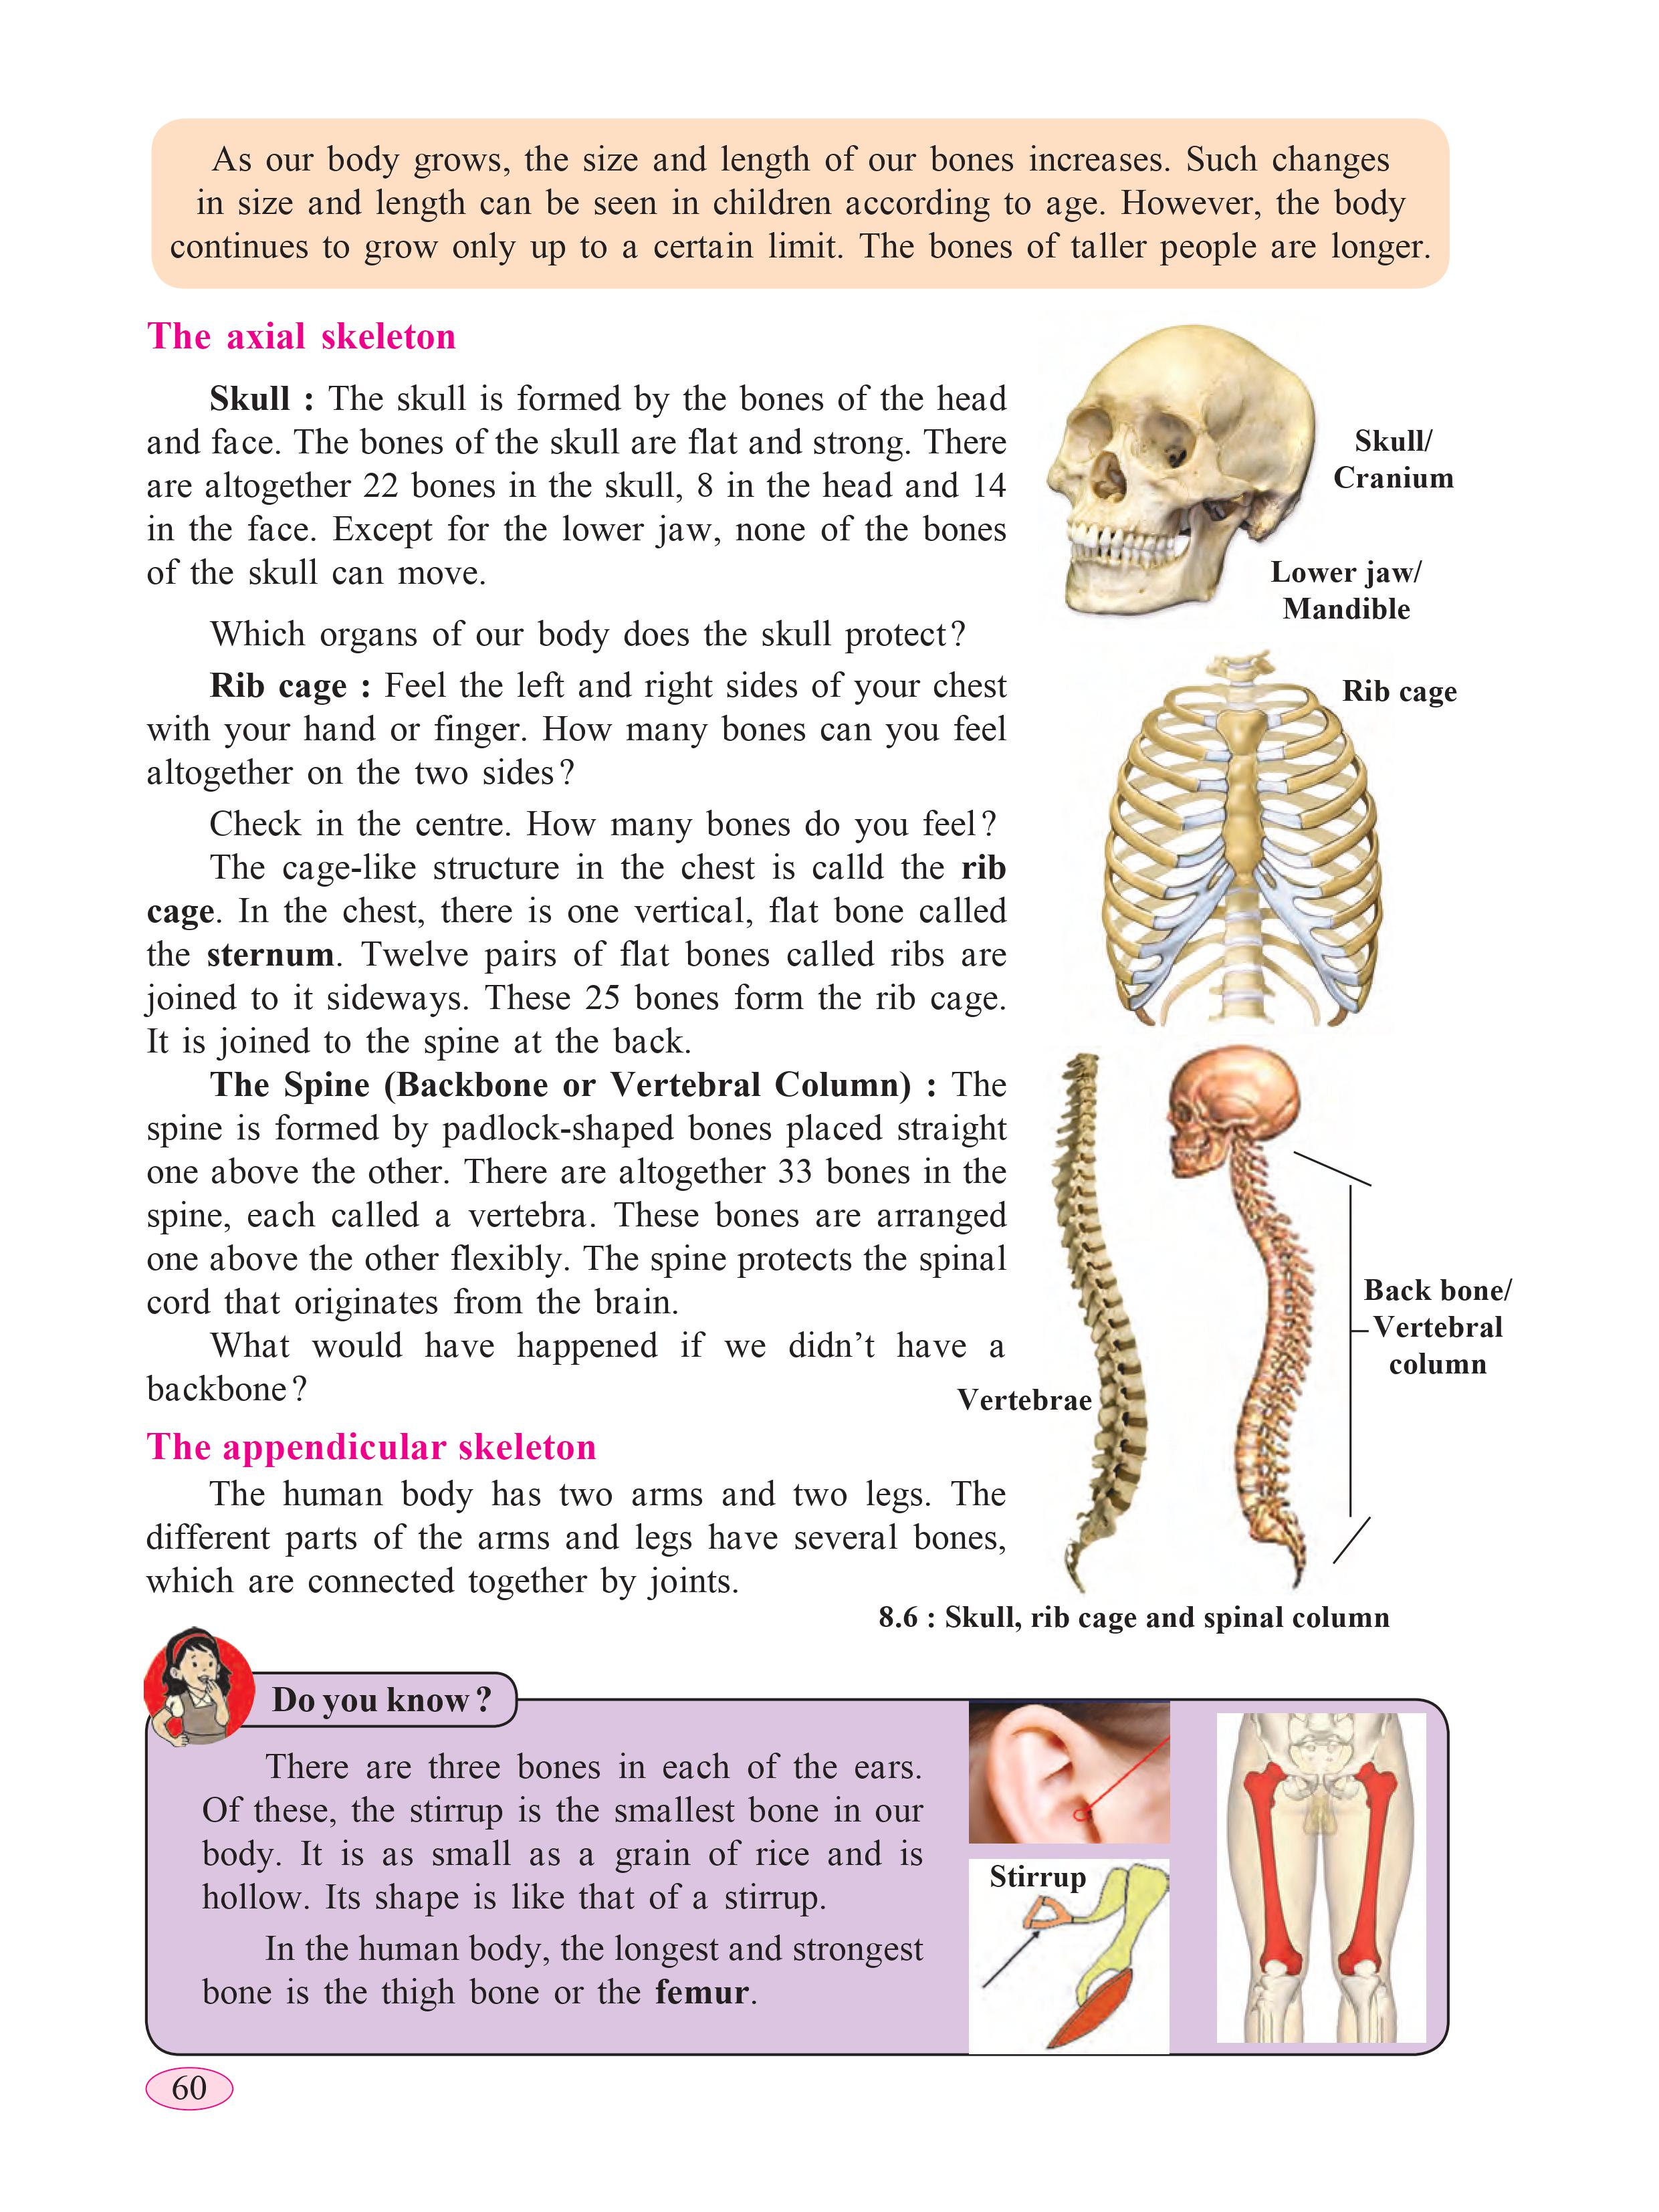 As our body grows, the size and length of our bones increases. Such changes
in size and length can be seen in children according to age. However, the body
continues to grow only up to a certain limit. The bones of taller people are longer.
The axial skeleton
Skull : The skull is formed by the bones of the head
and face. The bones of the skull are flat and strong. There
are altogether 22 bones in the skull, 8 in the head and 14
in the face. Except for the lower jaw, none of the bones
of the skull can move.
Which organs of our body does the skull protect?
Rib cage : Feel the left and right sides of your chest
with your hand or finger. How many bones can you feel
altogether on the two sides?
Check in the centre. How many bones do you feel?
The cage-like structure in the chest is calld the rib
cage. In the chest, there is one vertical, flat bone called
the sternum. Twelve pairs of flat bones called ribs are
joined to it sideways. These 25 bones form the rib cage.
It is joined to the spine at the back.
The Spine (Backbone or Vertebral Column) : The
spine is formed by padlock-shaped bones placed straight
one above the other. There are altogether 33 bones in the
spine, each called a vertebra. These bones are arranged
one above the other flexibly. The spine protects the spinal
cord that originates from the brain.
What would have happened if we didn’t have a
backbone?
The appendicular skeleton
The human body has two arms and two legs. The
different parts of the arms and legs have several bones,
which are connected together by joints.
Skull/
Cranium
Lower jaw/
Mandible
Rib cage
Vertebrae
Back bone/
Vertebral
column
8.6 : Skull, rib cage and spinal column
Do you know?
There are three bones in each of the ears.
Of these, the stirrup is the smallest bone in our
body. It is as small as a grain of rice and is
hollow. Its shape is like that of a stirrup.
In the human body, the longest and strongest
bone is the thigh bone or the femur.
Stirrup
60